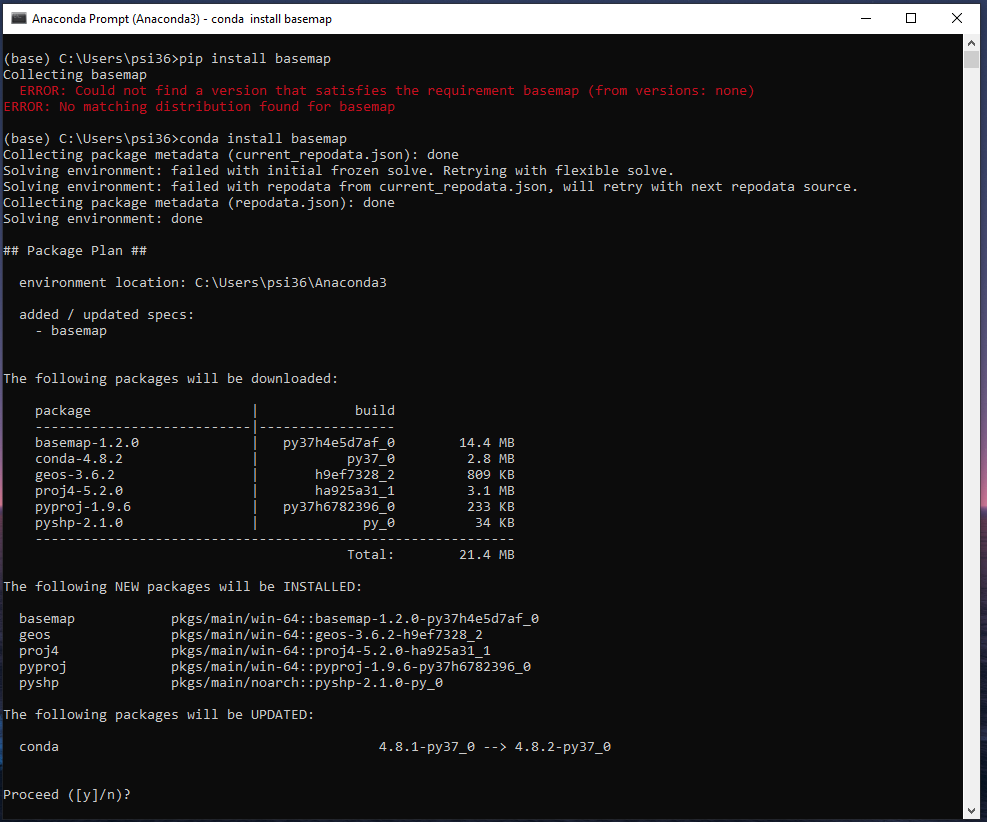 Anaconda Prompt (Anaconda3) - conda  install basemap
(base) C:\Users\psi36>pip install basemap
Collecting basemap
  ERROR: Could not find a version that satisfies the requirement basemap (from versions: none)
ERROR: No matching distribution found for basemap
(base) C:\Users\psi36>conda install basemap
Collecting package metadata (current_repodata.json): done
Solving environment: failed with initial frozen solve. Retrying with flexible solve.
Solving environment: failed with repodata from current_repodata.json, will retry with next repodata source.
Collecting package metadata (repodata.json): done
Solving environment: done
## Package Plan ##
  environment location: C:\Users\psi36\Anaconda3
  added / updated specs:
    - basemap
The following packages will be downloaded:
    package                    |            build
    ---------------------------|-----------------
    basemap-1.2.0              |   py37h4e5d7af_0        14.4 MB
    conda-4.8.2                |           py37_0         2.8 MB
    geos-3.6.2                 |       h9ef7328_2         809 KB
    proj4-5.2.0                |       ha925a31_1         3.1 MB
    pyproj-1.9.6               |   py37h6782396_0         233 KB
    pyshp-2.1.0                |             py_0          34 KB
    ------------------------------------------------------------
                                           Total:        21.4 MB
The following NEW packages will be INSTALLED:
  basemap            pkgs/main/win-64::basemap-1.2.0-py37h4e5d7af_0
  geos               pkgs/main/win-64::geos-3.6.2-h9ef7328_2
  proj4              pkgs/main/win-64::proj4-5.2.0-ha925a31_1
  pyproj             pkgs/main/win-64::pyproj-1.9.6-py37h6782396_0
  pyshp              pkgs/main/noarch::pyshp-2.1.0-py_0
The following packages will be UPDATED:
  conda                                        4.8.1-py37_0 --> 4.8.2-py37_0
Proceed ([y]/n)?